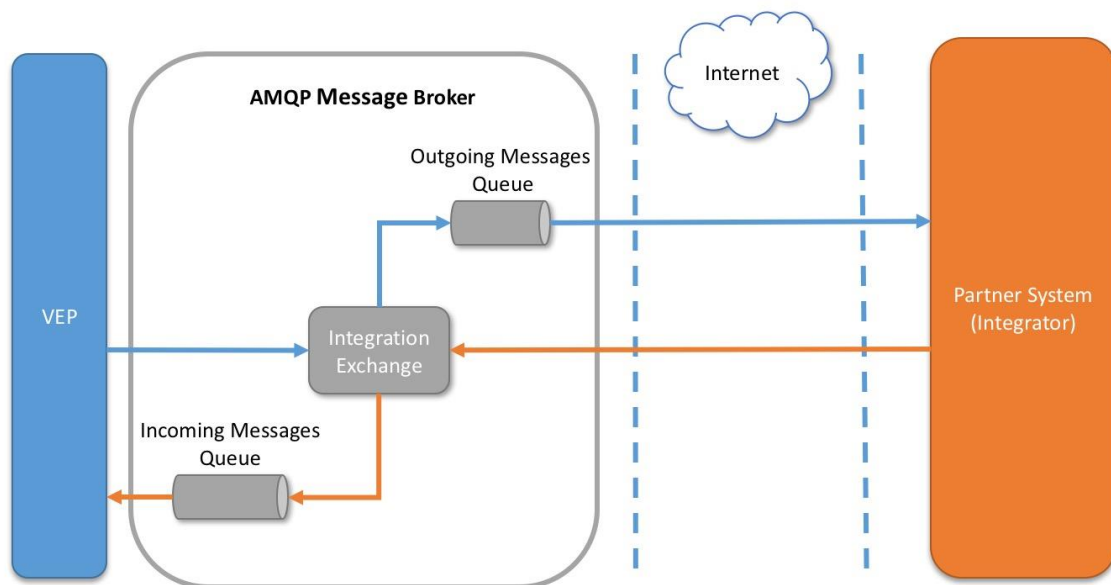 Internet
AMQP Message Broker
Outgoing Messages
Queue
VEP
Integration
Exchange
Partner System
(Integrator)
Incoming Messages
Queue